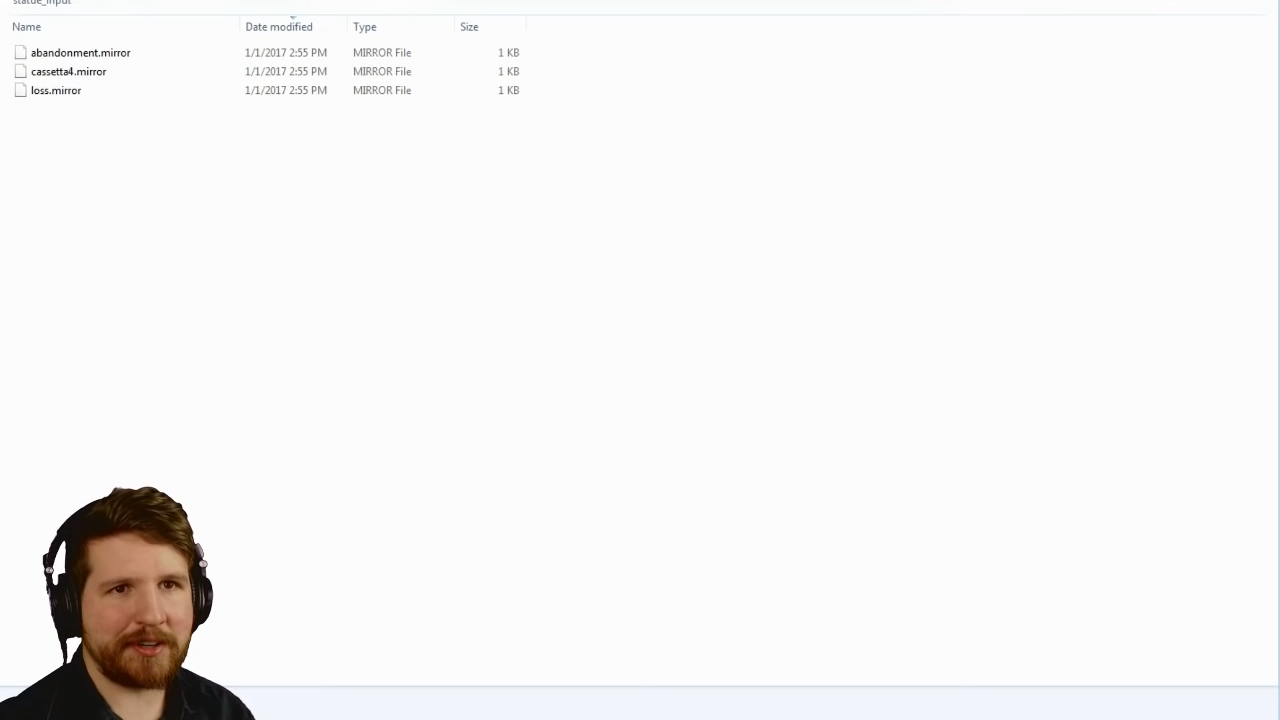 statue_input
Name Date modified Type Size
abandonment.mirror 1/1/2017 2:55 PM MIRROR File 1 KB
cassetta4.mirror 1/1/2017 2:55 PM MIRROR File 1 KB
loss.mirror 1/1/2017 2:55 PM MIRROR File 1 KB